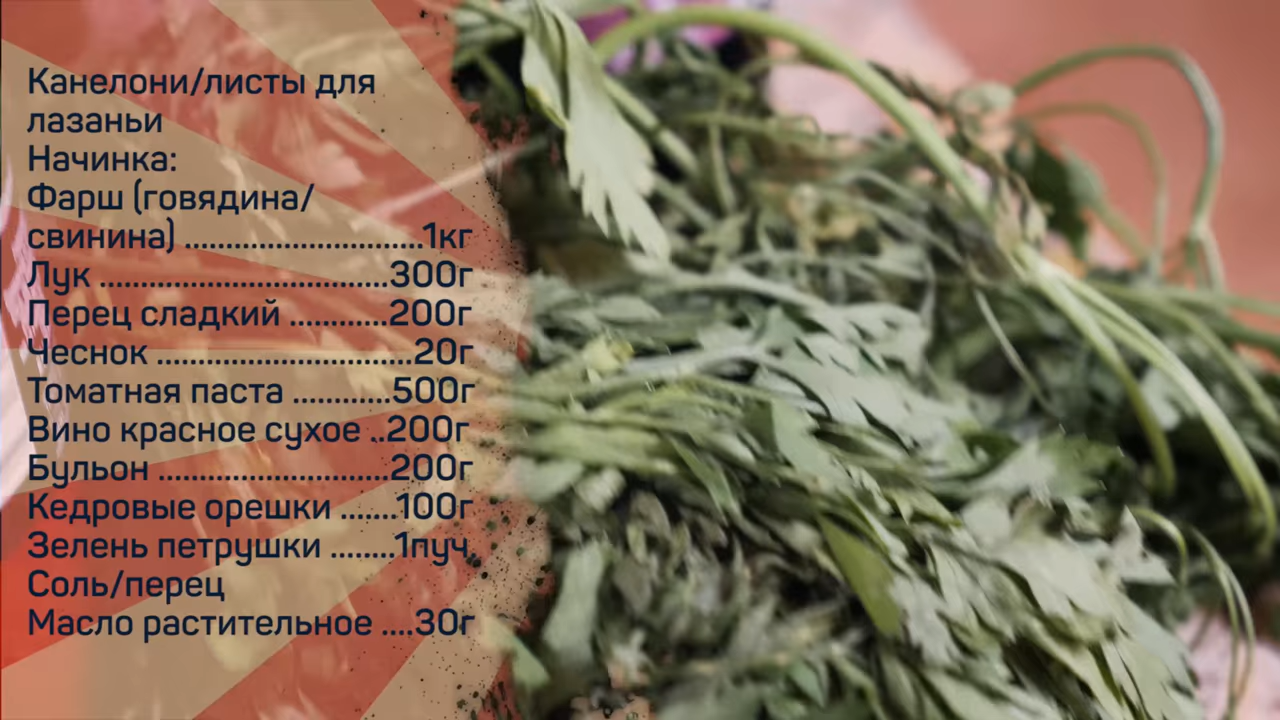 Канелони/листы для
лазаньи
Начинка:
Фарш (говядина/
свинина) .............................1кг
Лук ...................................300г
Перец сладкий ............200г
Чеснок ...............................20г
Томатная паста ............500г
Вино красное сухое ..200г
Бульон ............................200г
Кедровые орешки .......100г
Зелень петрушки ........1пуч.
Соль/перец
Масло растительное ....30г